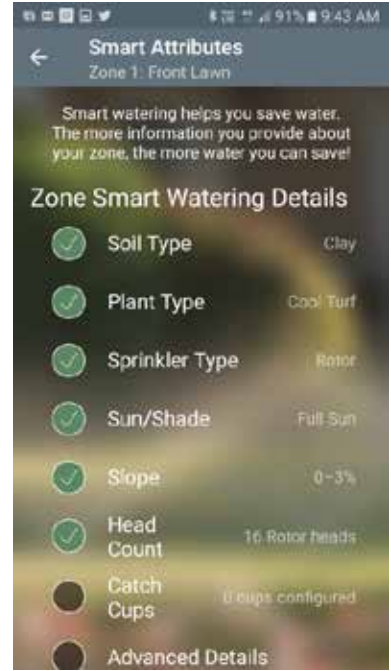 91% 9:43 AM
Smart Attributes
Zone 1: Front Lawn
Smart watering helps you save water.
The more information you provide about
your zone, the more water you can save!
Zone Smart Watering Details
Soil Type Clay
Plant Type Cool Turf
Sprinkler Type Rotor
Sun/Shade Full Sun
Slope 0-3%
Head
Count 16 Rotor heads
Catch
Cups 0 cups configured
Advanced Details